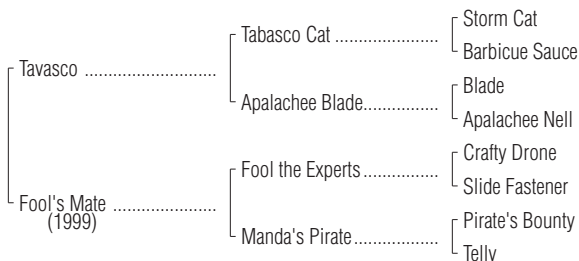 Storm Cat
Tabasco Cat ........................
Barbicue Sauce
Tavasco ..............................
Blade
Apalachee Blade.................
Apalachee Nell
Crafty Drone
Fool the Experts.................
Slide Fastener
Fool's Mate ........................
(1999)
Pirate's Bounty
Manda's Pirate...................
Telly